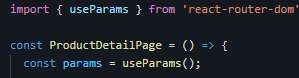 import { useParams } from 'react-router-dom'
const ProductDetailPage = () => {
const params = useParams();